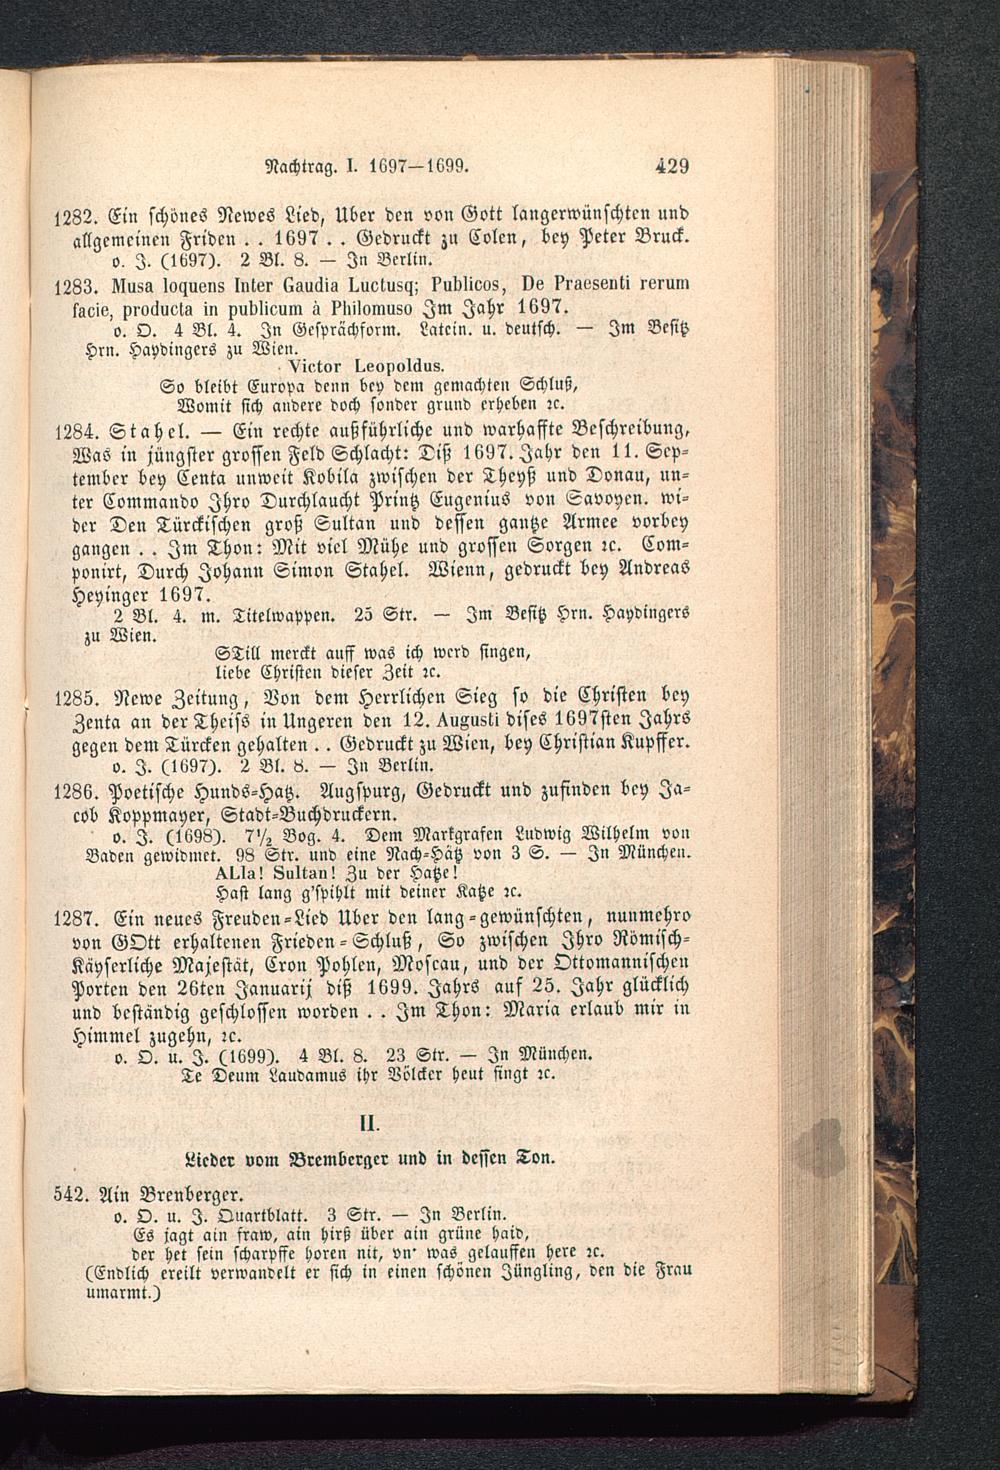 Nachtrag. I. 1697—1699. 429
1282. Ein schönes Newes Lied, Uber den von Gott langerwünschten und
allgemeinen Friden . . 1697 . . Gedruckt zu Colen, bey Peter Bruck.
o. J. (1697). 2 Bl. 8. — In Berlin.
1283. Musa loquens Inter Gaudia Luctusq; Publicos, De Praesenti rerum
facie, producta in publicum à Philomuso Im Jahr 1697.
o. O. 4 Bl. 4. In Gesprächform. Latein. u. deutsch. — Im Besitz
Hrn. Haydingers zu Wien.
Victor Leopoldus.
So bleibt Europa denn bey dem gemachten Schluß,
Womit sich andere doch sonder grund erheben ꝛc.
1284. Stahel. — Ein rechte außführliche und warhaffte Beschreibung,
Was in jüngster grossen Feld Schlacht: Diß 1697. Jahr den 11. Sep-
tember bey Centa unweit Kobila zwischen der Theyß und Donau, un-
ter Commando Ihro Durchlaucht Printz Eugenius von Savoyen. wi-
der Den Türckischen groß Sultan und dessen gantze Armee vorbey
gangen . . Im Thon: Mit viel Mühe und grossen Sorgen ꝛc. Com-
ponirt, Durch Johann Simon Stahel. Wienn, gedruckt bey Andreas
Heyinger 1697.
2 Bl. 4. m. Titelwappen. 25 Str. — Im Besitz Hrn. Haydingers
zu Wien.
STill merckt auff was ich werd singen,
liebe Christen dieser Zeit ꝛc.
1285. Newe Zeitung, Von dem Herrlichen Sieg so die Christen bey
Zenta an der Theiss in Ungeren den 12. Augusti dises 1697sten Jahrs
gegen dem Türcken gehalten . . Gedruckt zu Wien, bey Christian Kupffer.
o. J. (1697). 2 Bl. 8. — In Berlin.
1286. Poetische Hunds-Hatz. Augspurg, Gedruckt und zufinden bey Ja-
cob Koppmayer, Stadt-Buchdruckern.
o. J. (1698). 7½ Bog. 4. Dem Markgrafen Ludwig Wilhelm von
Baden gewidmet. 98 Str. und eine Nach-Hätz von 3 S. — In München.
ALla! Sultan! Zu der Hatze!
Hast lang g'spihlt mit deiner Katze ꝛc.
1287. Ein neues Freuden-Lied Uber den lang-gewünschten, nunmehro
von GOtt erhaltenen Frieden-Schluß, So zwischen Ihro Römisch-
Käyserliche Majestät, Cron Pohlen, Moscau, und der Ottomannischen
Porten den 26ten Januarij diß 1699. Jahrs auf 25. Jahr glücklich
und beständig geschlossen worden . . Im Thon: Maria erlaub mir in
Himmel zugehn, ꝛc.
o. O. u. J. (1699). 4 Bl. 8. 23 Str. — In München.
Te Deum Laudamus ihr Völcker heut singt ꝛc.
II.
Lieder vom Bremberger und in dessen Ton.
542. Ain Brenberger.
o. O. u. J. Quartblatt. 3 Str. — In Berlin.
Es jagt ain fraw, ain hirß über ain grüne haid,
der het sein scharpffe horen nit, vn' was gelauffen here ꝛc.
(Endlich ereilt verwandelt er sich in einen schönen Jüngling, den die Frau
umarmt.)